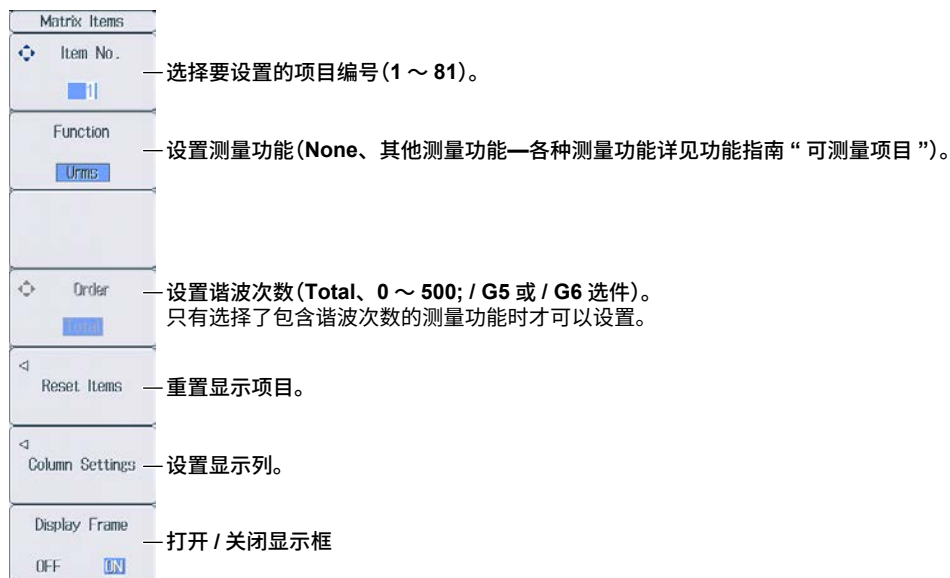 Matrix Items
Item No.
1
选择要设置的项目编号(1 ～ 81)。
Function
Urms
设置测量功能(None、其他测量功能—各种测量功能详见功能指南 “ 可测量项目 ”)。
Order
Total
设置谐波次数(Total、0 ～ 500; / G5 或 / G6 选件)。
只有选择了包含谐波次数的测量功能时才可以设置。
Reset Items
重置显示项目。
Column Settings
设置显示列。
Display Frame
OFF ON
打开 / 关闭显示框